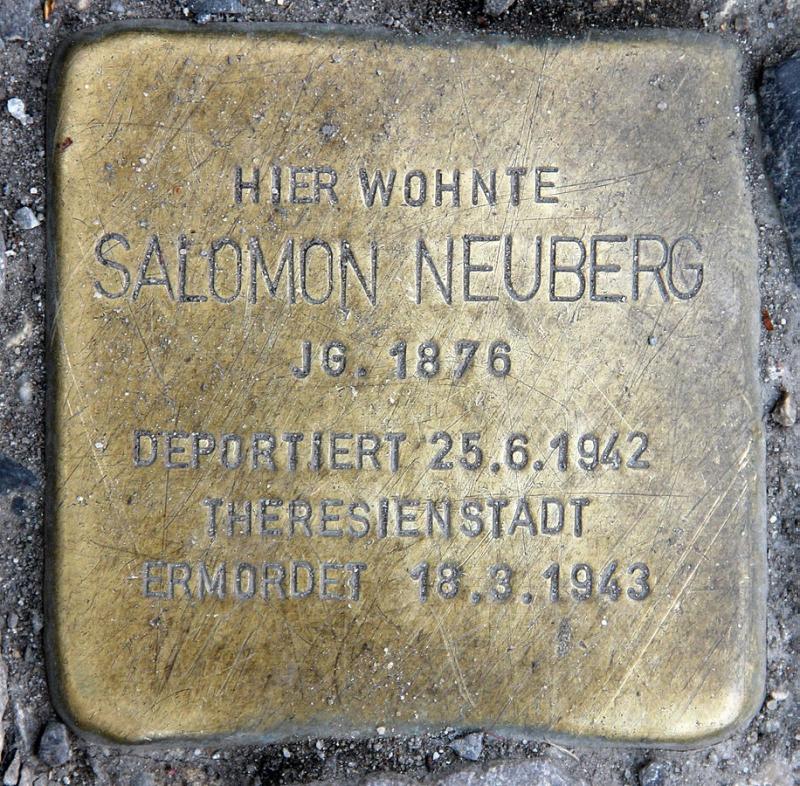 HIER WOHNTE
SALOMON NEUBERG
JG. 1876
DEPORTIERT 25.6.1942
THERESIENSTADT
ERMORDET 18.3.1943